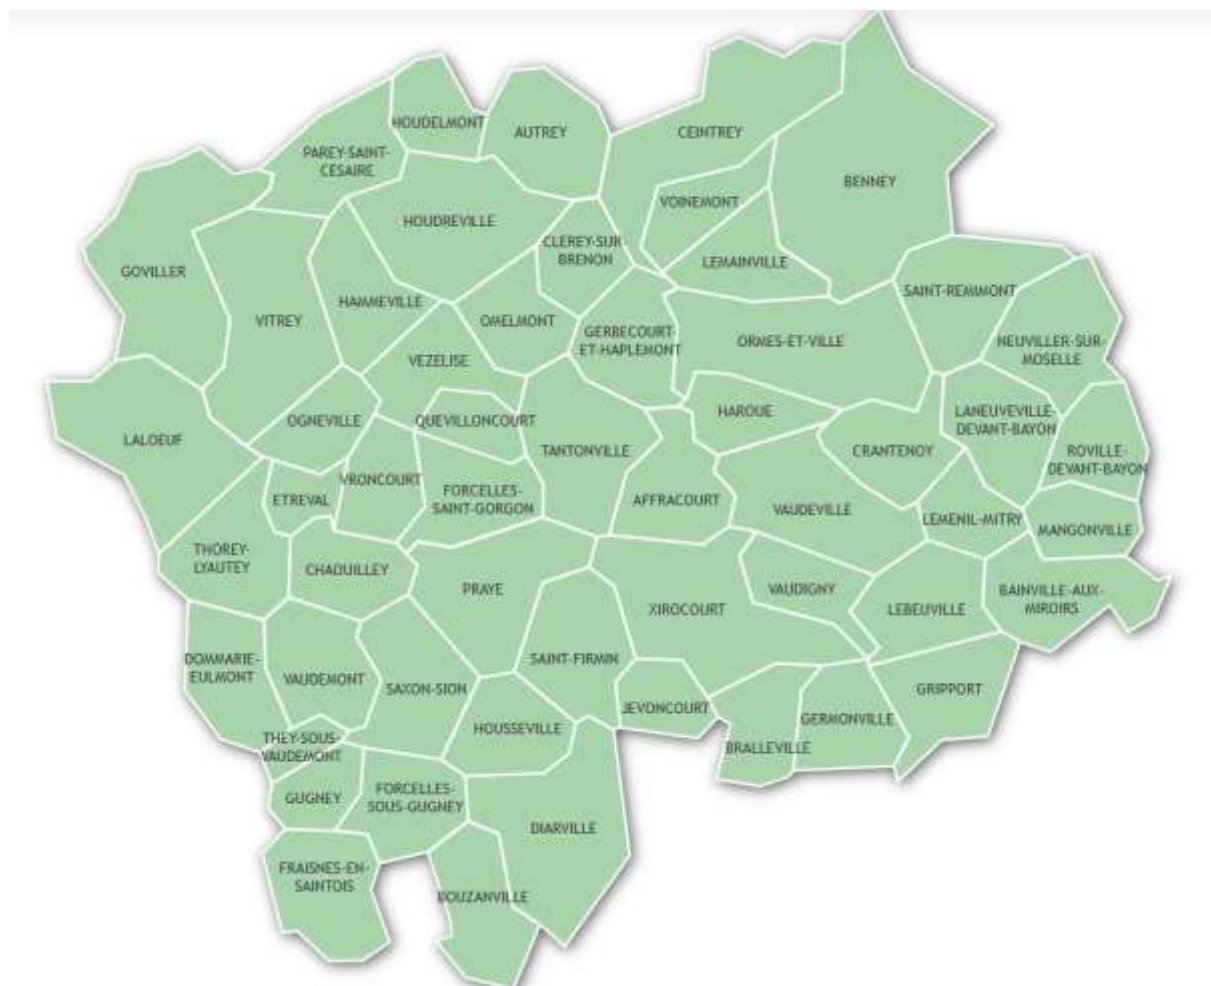 HOUDELMONT
AUTREY
CEINTREY
PAREY-SAINT-
CESAIRE
BENNEY
VOINEMONT
HOUDREVILLE
CLEREY-SUR-
BRENON
GOVILLER
LEMAINVILLE
SAINT-REMIMONT
HAMMEVILLE
VITREY
OMELMONT
GERBECOURT-
ET-HAPLEMONT
ORMES-ET-VILLE
NEUVILLER-SUR-
MOSELLE
VEZELISE
HAROUE
LANEUVEVILLE-
DEVANT-BAYON
OGNEVILLE
QUEVILLONCOURT
LALOEUF
TANTONVILLE
CRANTENOY
ROVILLE-
DEVANT-BAYON
VRONCOURT
ETREVAL
FORCELLES-
SAINT-GORGON
AFFRACOURT
VAUDEVILLE
LEMENIL-MITRY
MANGONVILLE
THOREY-
LYAUTEY
CHAOUILLEY
PRAYE
VAUDIGNY
XIROCOURT
LEBEUVILLE
BAINVILLE-AUX-
MIROIRS
DOMMARIE-
EULMONT
VAUDEMONT
SAXON-SION
SAINT-FIRMIN
GRIPPORT
JEVONCOURT
GERMONVILLE
HOUSSEVILLE
THEY-SOUS-
VAUDEMONT
BRALLEVILLE
GUGNEY
FORCELLES-
SOUS-GUGNEY
DIARVILLE
FRAISNES-EN-
SAINTOIS
BOUZANVILLE